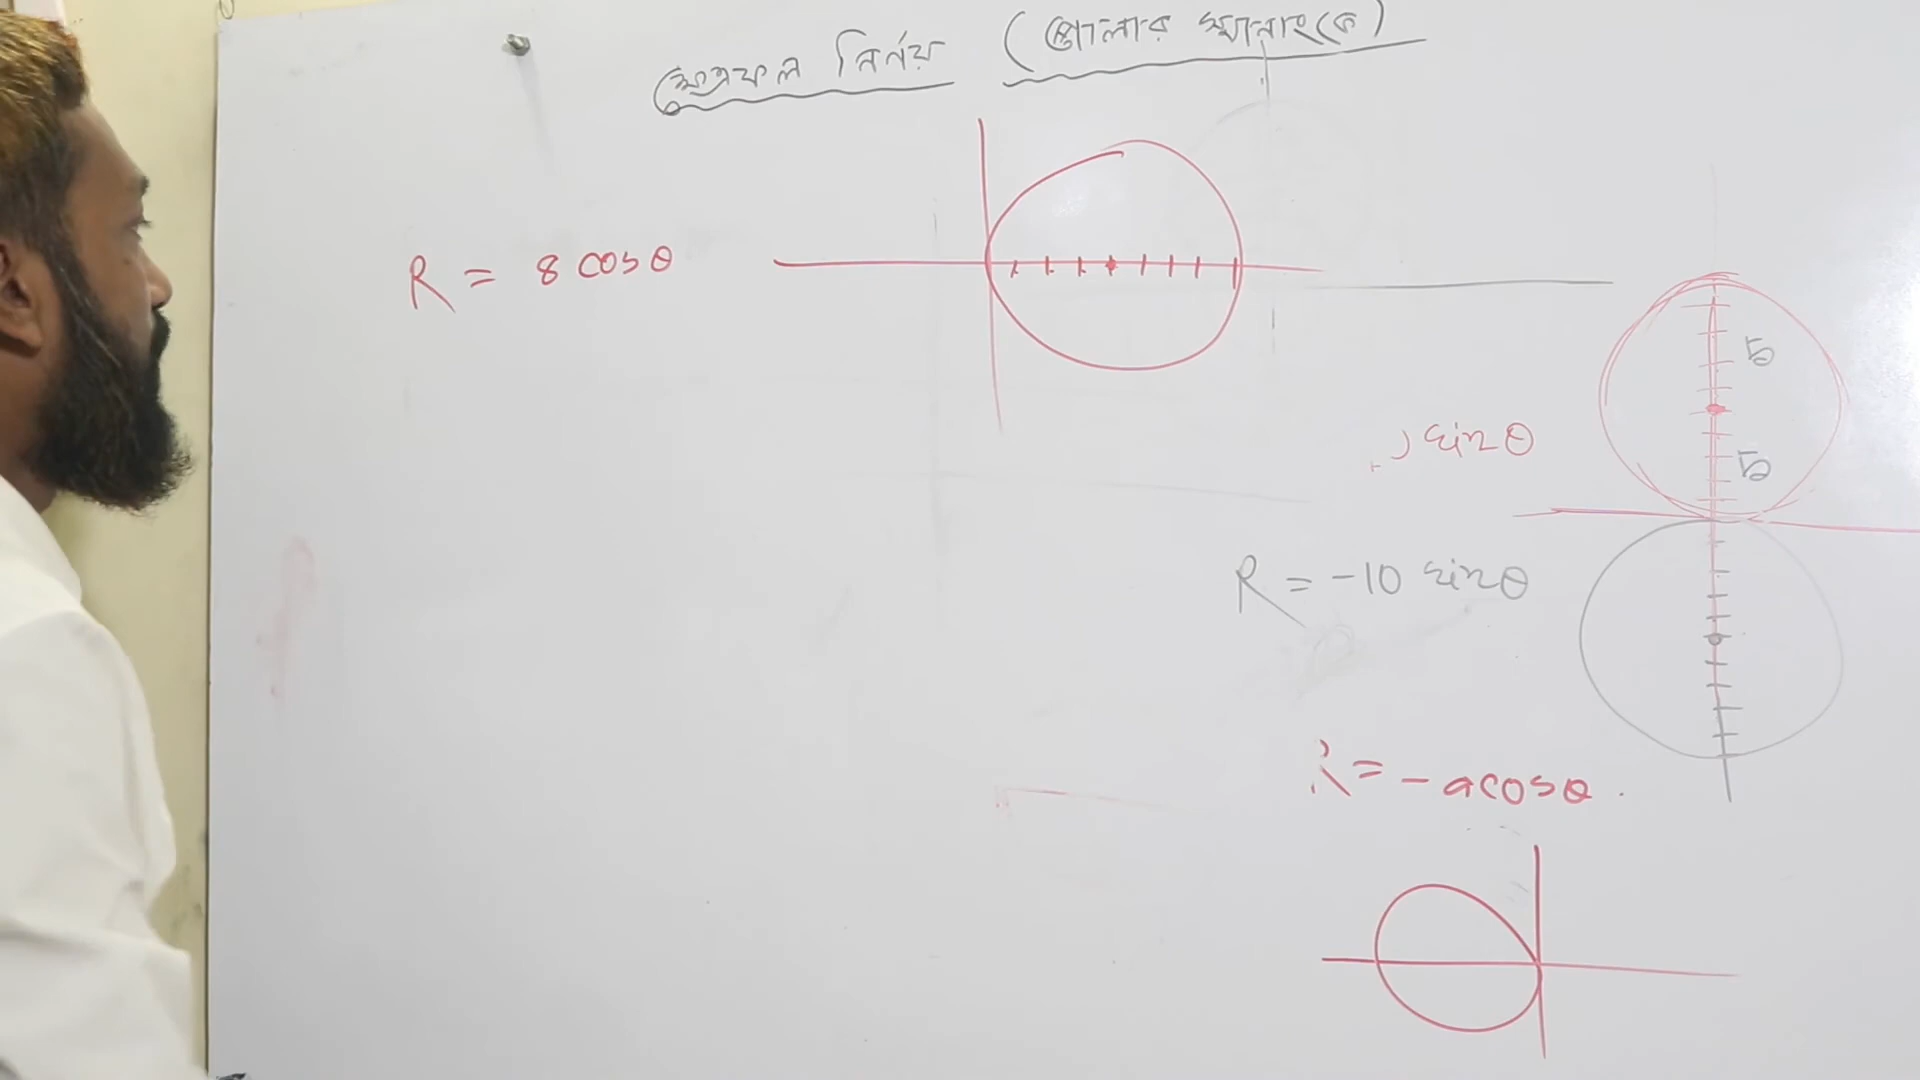 ক্ষেত্রফল নির্ণয় (পোলার স্থানাংকে)
R = 8 cosθ
5
sinθ
5
R = -10 sinθ
R = - acosθ